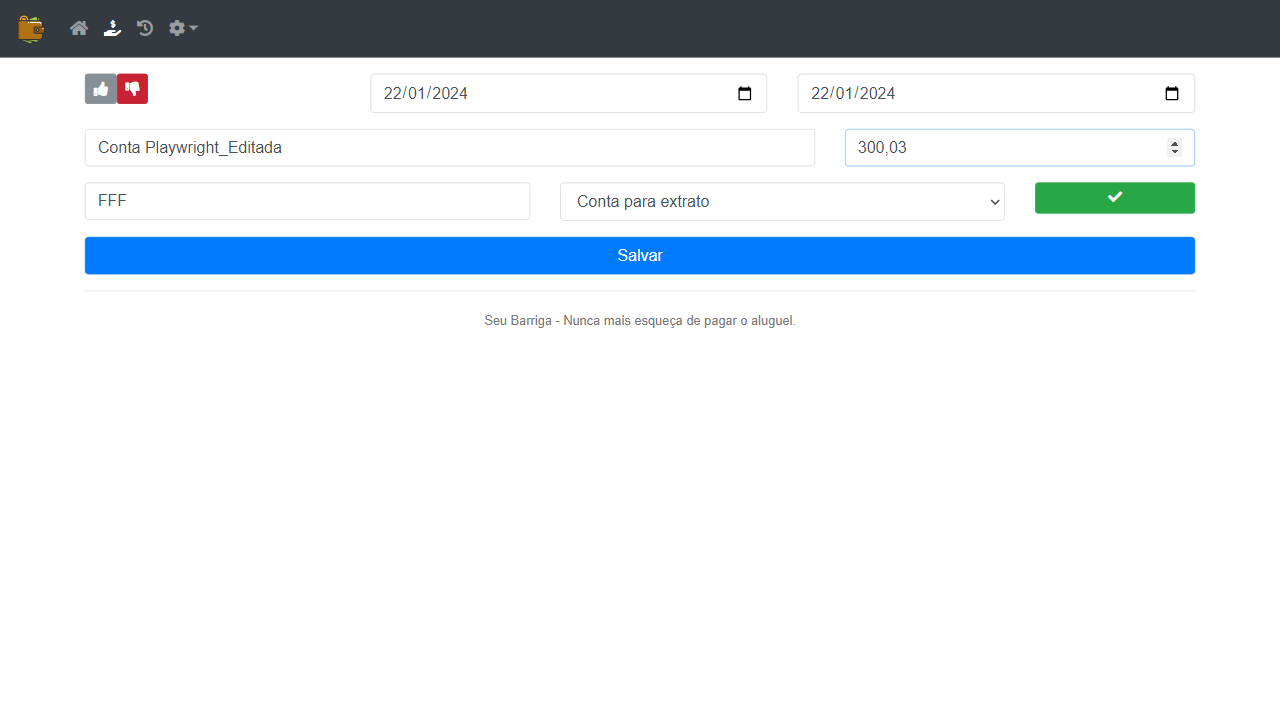 22/01/2024 22/01/2024
Conta Playwright_Editada 300,03
FFF Conta para extrato
Salvar
Seu Barriga - Nunca mais esqueça de pagar o aluguel.